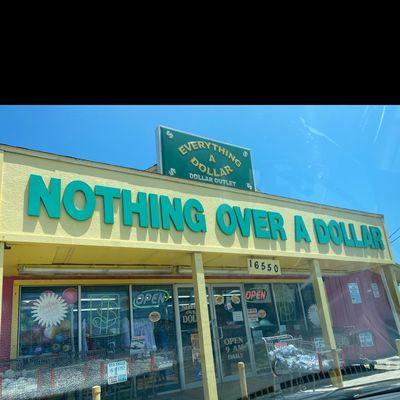 $ EVERYTHING $
A
DOLLAR
$ DOLLAR OUTLET $
NOTHING OVER A DOLLAR
16550
OPEN
OPEN
OPEN
9 AM
DAILY